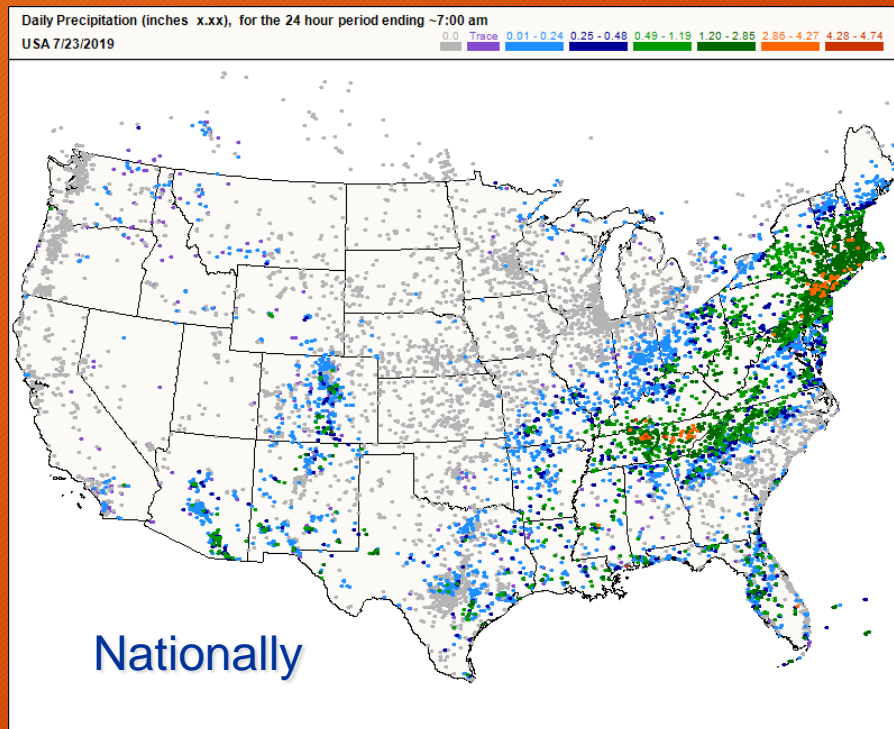 Daily Precipitation (inches x.xx), for the 24 hour period ending ~7:00 am
USA 7/23/2019
0.0 Trace 0.01 - 0.24 0.25 - 0.48 0.49 - 1.19 1.20 - 2.85 2.86 - 4.27 4.28 - 4.74
Nationally